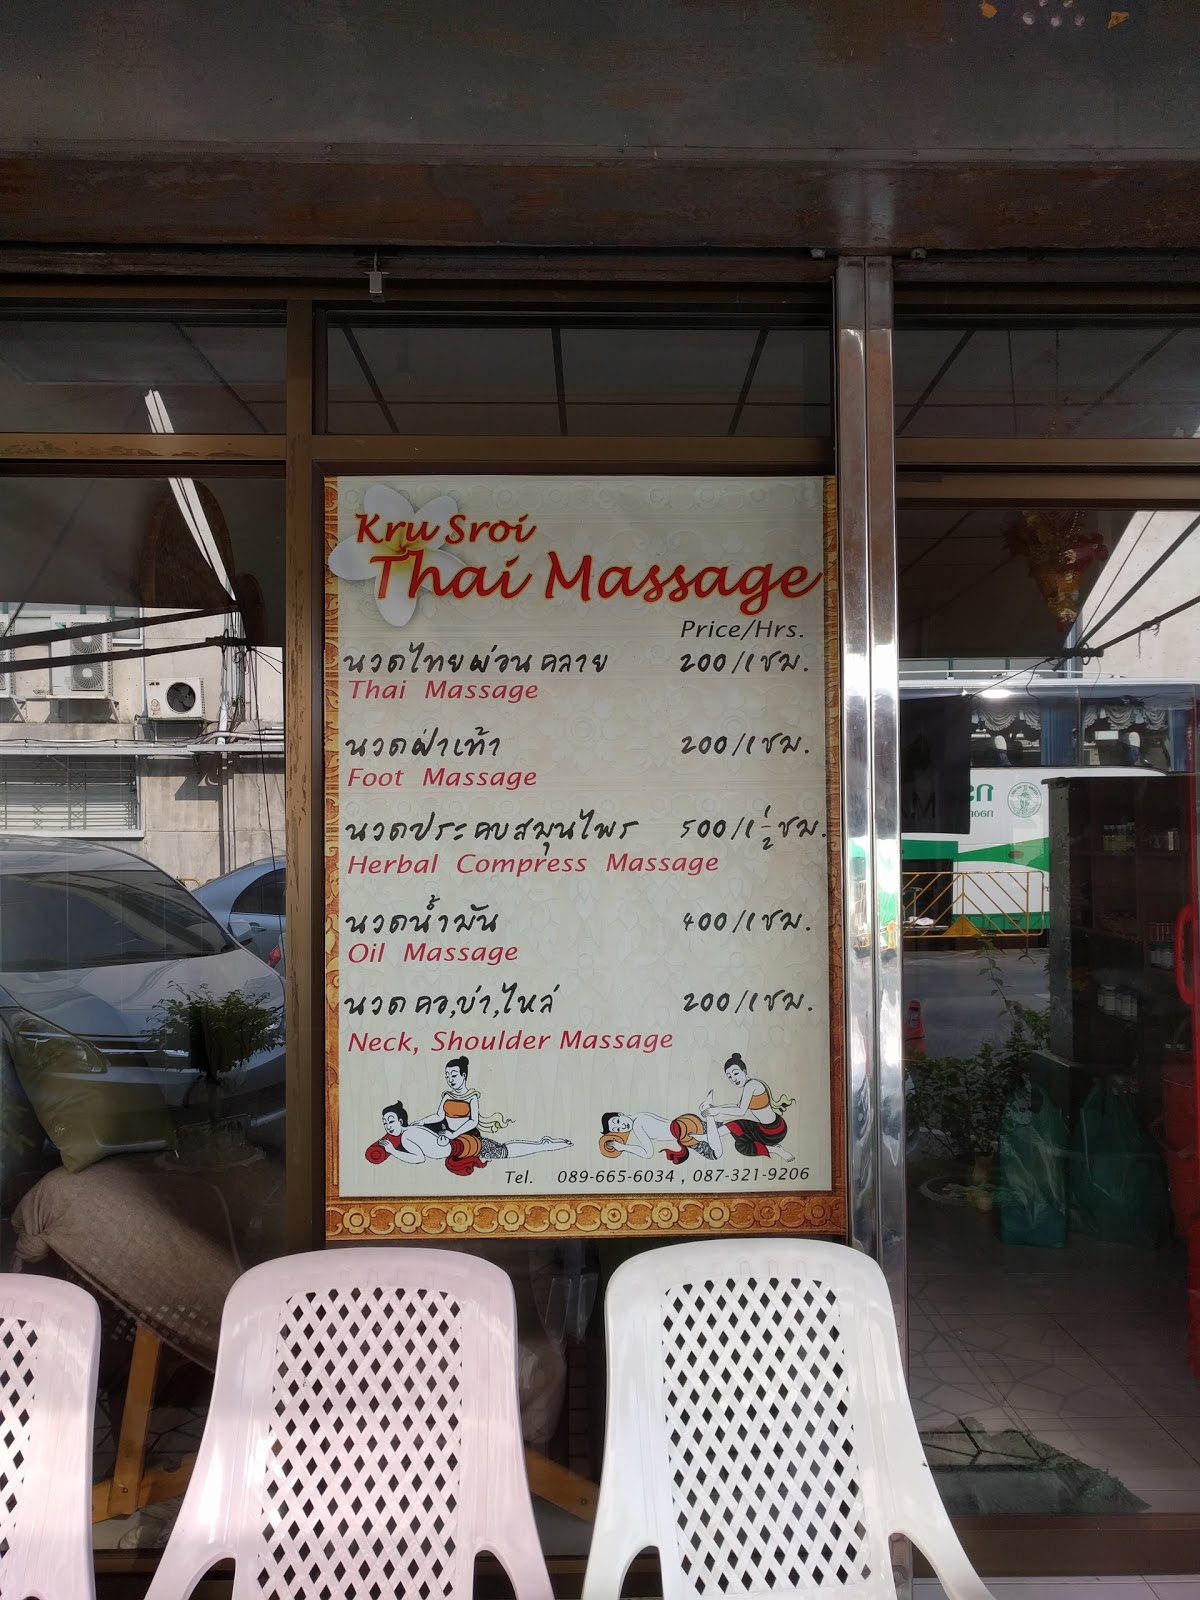 Kru Sroi
Thai Massage
Price/Hrs.
นวดไทยผ่อนคลาย 200/1ชม.
Thai Massage
นวดฝ่าเท้า 200/1ชม.
Foot Massage
นวดประคบสมุนไพร 500/1½ชม.
Herbal Compress Massage
นวดน้ำมัน 400/1ชม.
Oil Massage
นวดคอ,บ่า,ไหล่ 200/1ชม.
Neck, Shoulder Massage
Tel. 089-665-6034 , 087-321-9206